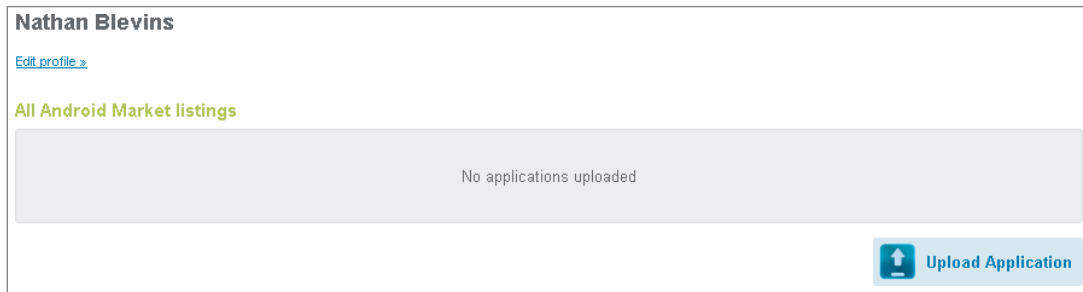 Nathan Blevins
Edit profile »
All Android Market listings
No applications uploaded
Upload Application